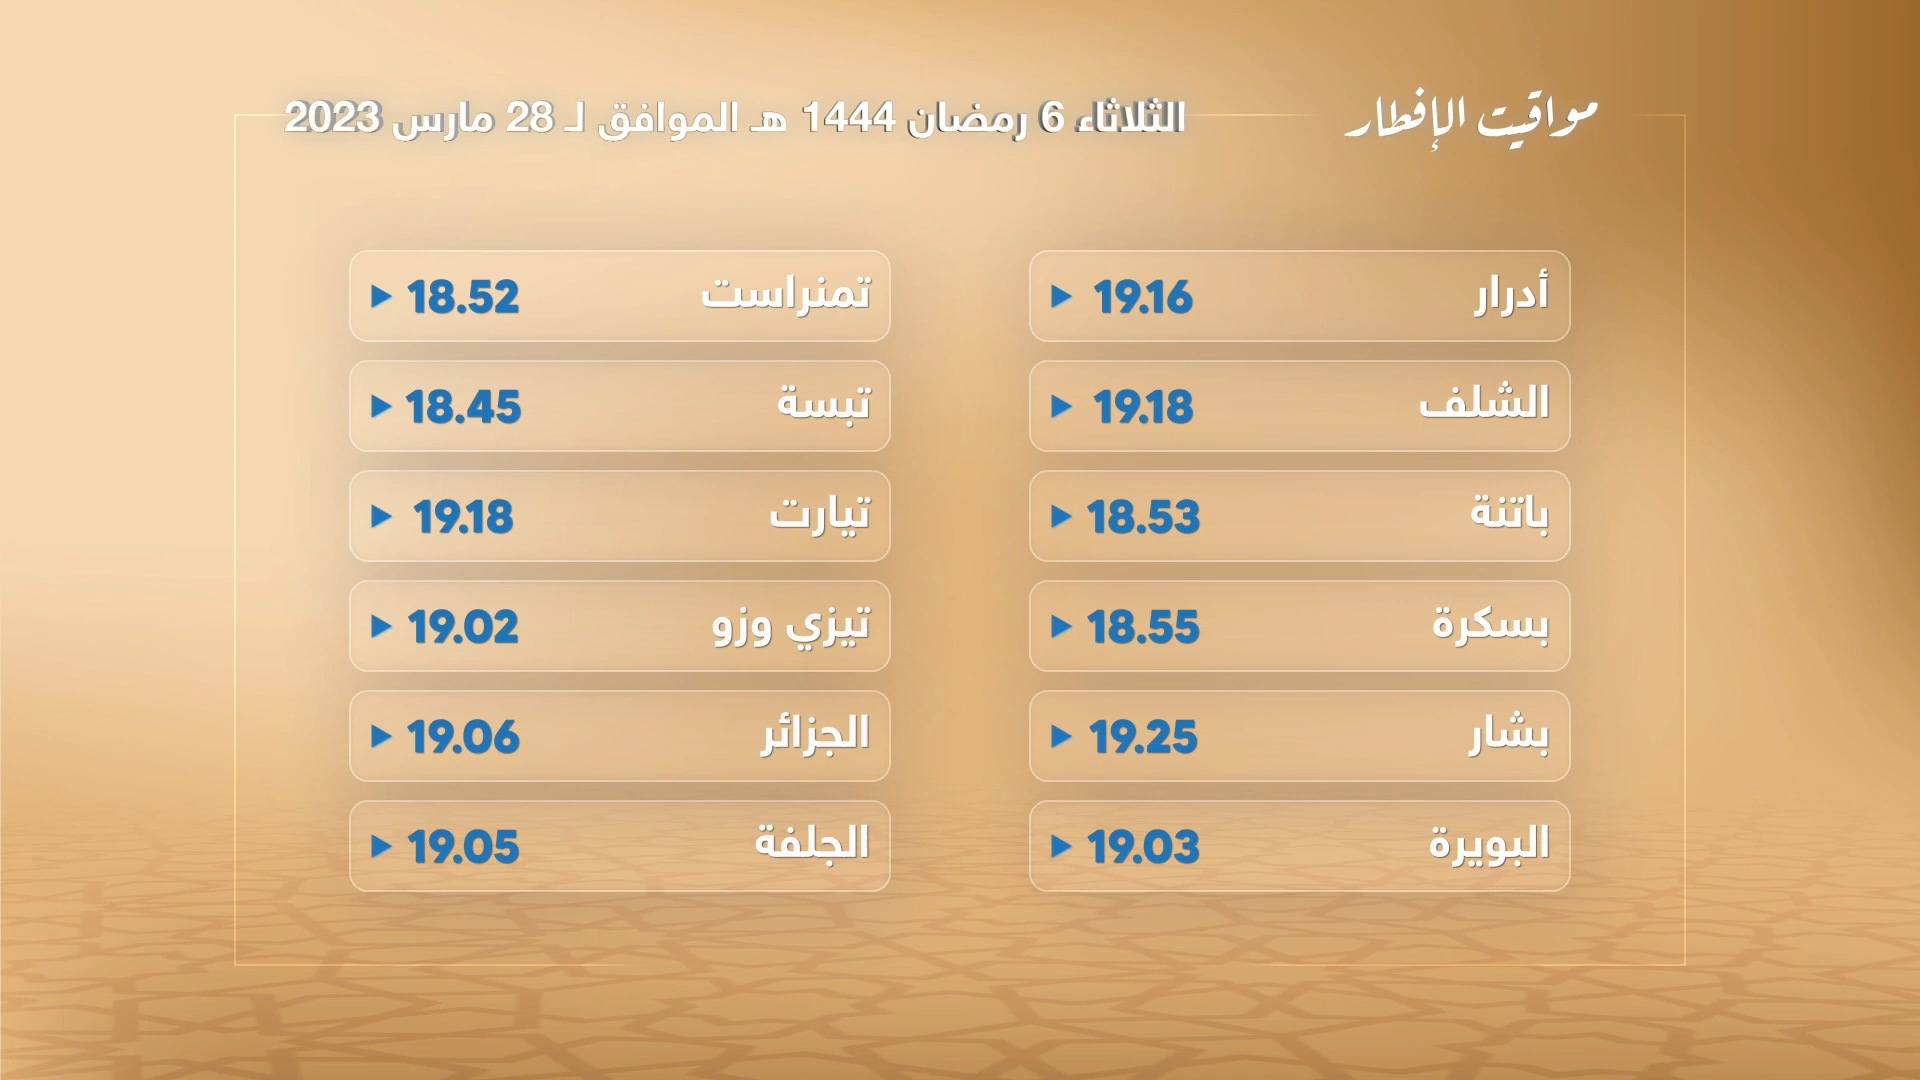 مواقيت الإفطار
الثلاثاء 6 رمضان 1444 هـ الموافق لـ 28 مارس 2023
أدرار 19.16
الشلف 19.18
باتنة 18.53
بسكرة 18.55
بشار 19.25
البويرة 19.03
تمنراست 18.52
تبسة 18.45
تيارت 19.18
تيزي وزو 19.02
الجزائر 19.06
الجلفة 19.05